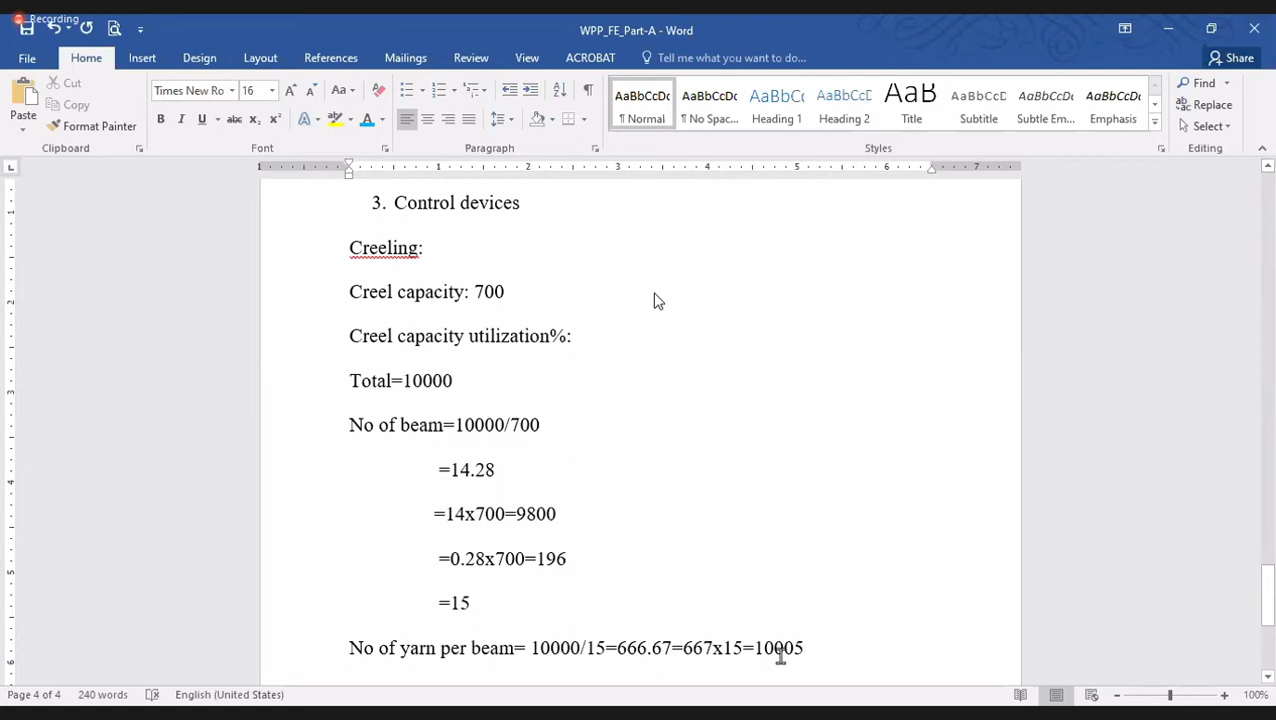 Recording
WPP_FE_Part-A - Word
File Home Insert Design Layout References Mailings Review View ACROBAT Tell me what you want to do... Share
Paste
Cut
Copy
Format Painter
Clipboard
Times New Ro 16
Font
Paragraph
AaBbCcDc AaBbCcDc AaBbCc AaBbCcD AaB AaBbCcD AaBbCcDc AaBbCcDc
¶ Normal ¶ No Spac... Heading 1 Heading 2 Title Subtitle Subtle Em... Emphasis
Styles
Find
Replace
Select
Editing
3. Control devices
Creeling:
Creel capacity: 700
Creel capacity utilization%:
Total=10000
No of beam=10000/700
=14.28
=14x700=9800
=0.28x700=196
=15
No of yarn per beam= 10000/15=666.67=667x15=10005
Page 4 of 4 240 words English (United States) 100%